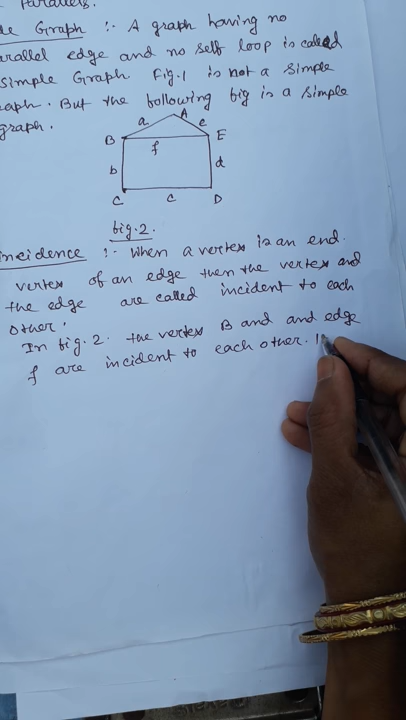 Parallels.
le Graph :- A graph having no
arallel edge and no self loop is called
Simple Graph Fig.1 is not a simple
raph. But the following fig is a simple
graph.
A
a e
B E
f
b d
C c D
fig.2.
incidence :- When a vertex is an end
vertex of an edge then the vertex and
the edge are called incident to each
other.
In fig.2. the vertex B and and edge
f are incident to each other. I